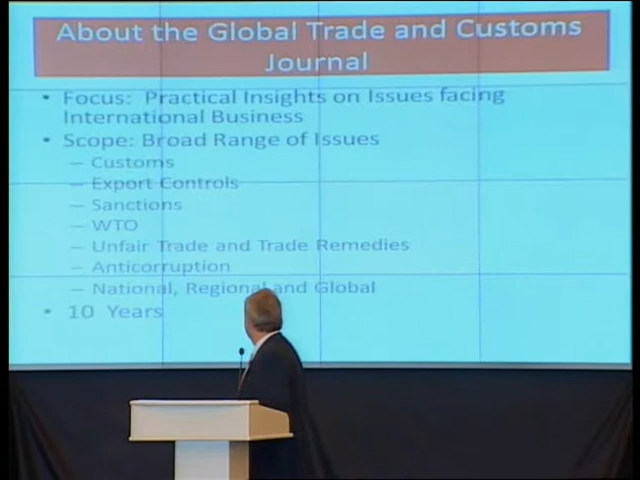 About the Global Trade and Customs
Journal
• Focus: Practical Insights on Issues facing
International Business
• Scope: Broad Range of Issues
– Customs
– Export Controls
– Sanctions
– WTO
– Unfair Trade and Trade Remedies
– Anticorruption
– National, Regional and Global
• 10 Years